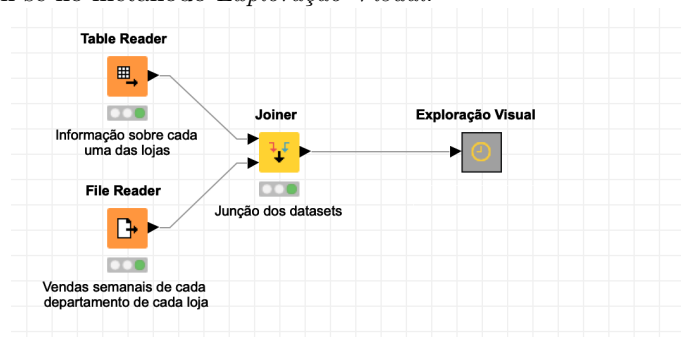 Table Reader
Informação sobre cada
uma das lojas
Joiner
Junção dos datasets
Exploração Visual
File Reader
Vendas semanais de cada
departamento de cada loja